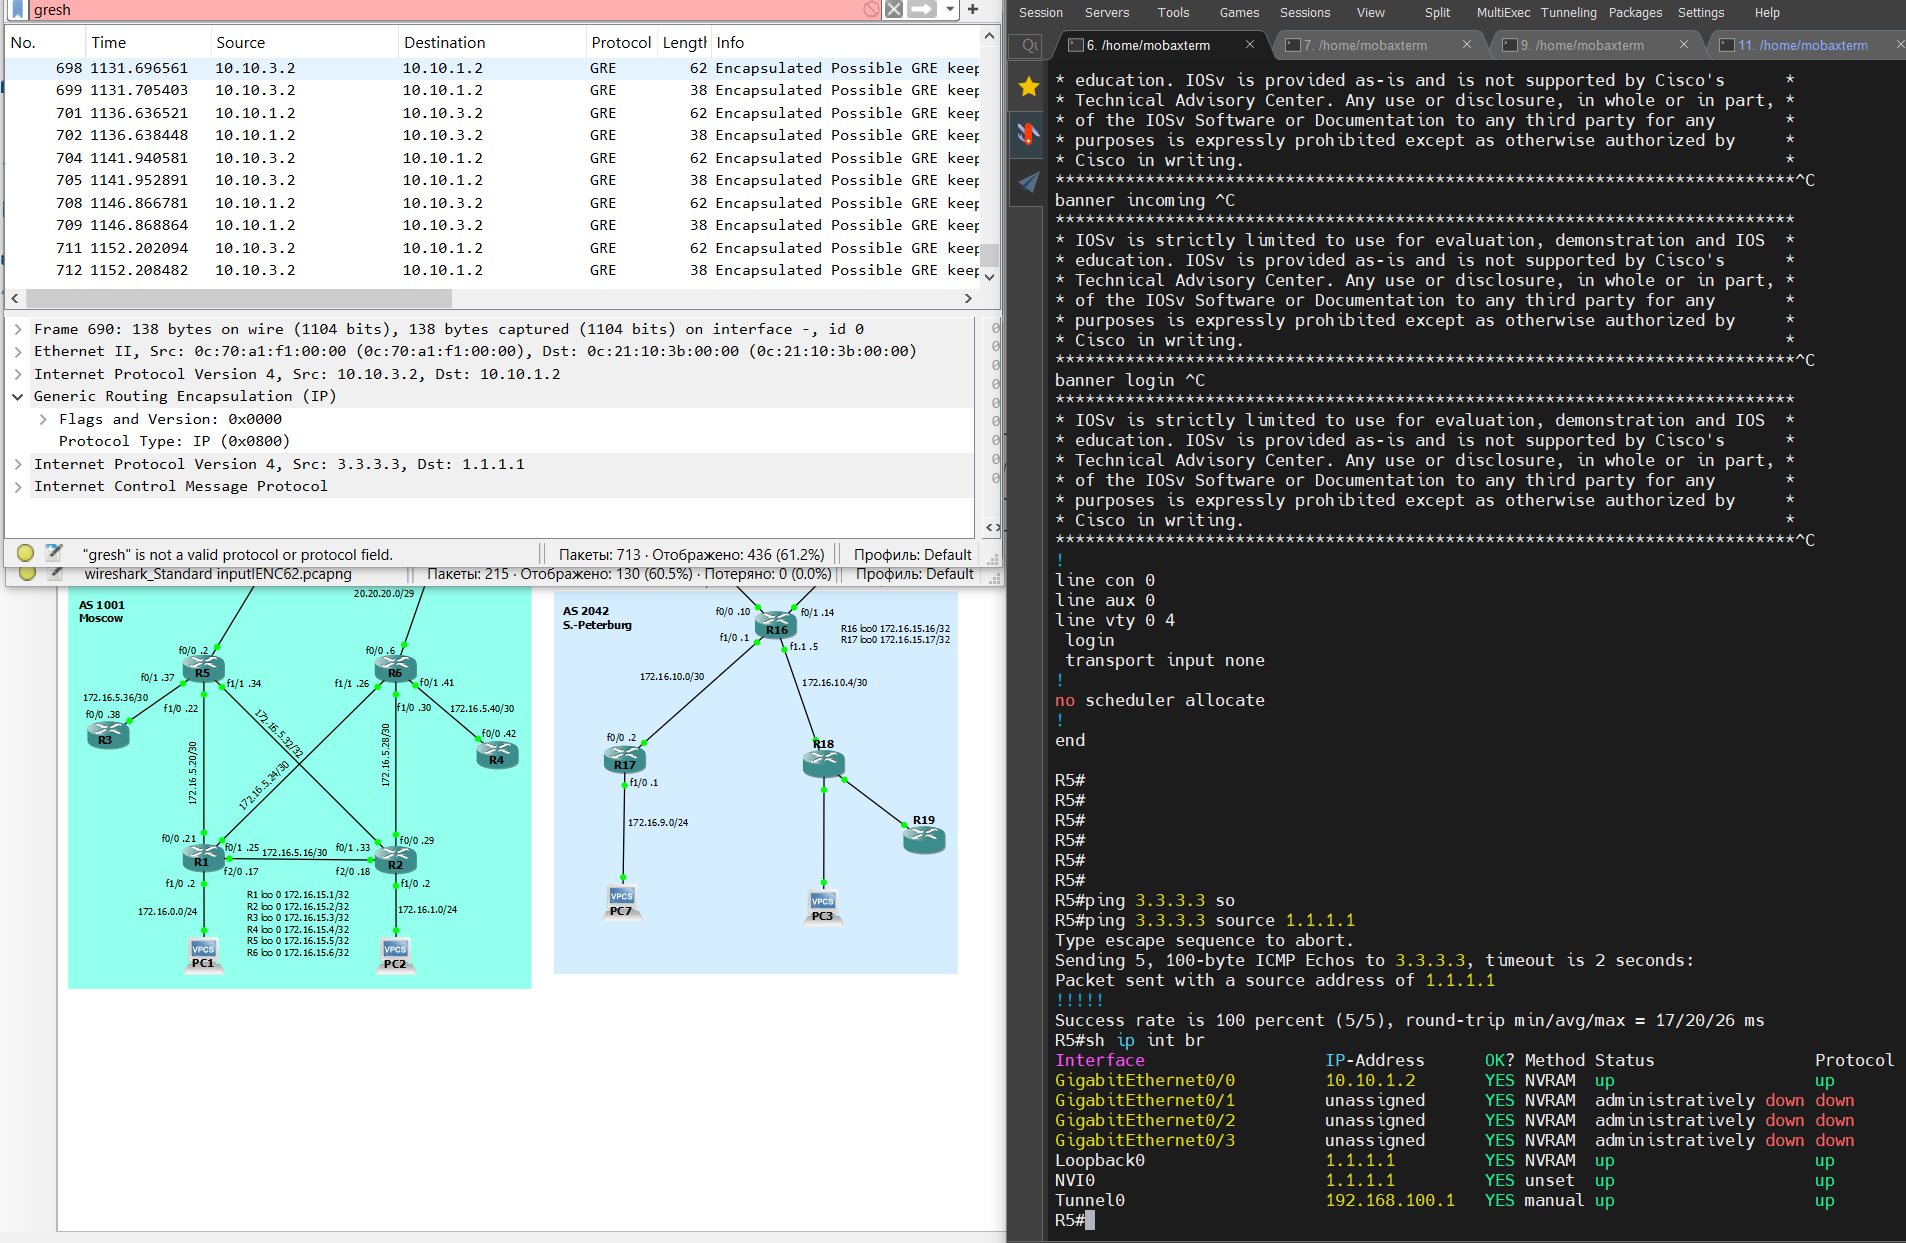 gresh
No. Time Source Destination Protocol Length Info
698 1131.696561 10.10.3.2 10.10.1.2 GRE 62 Encapsulated Possible GRE keep
699 1131.705403 10.10.3.2 10.10.1.2 GRE 38 Encapsulated Possible GRE keep
701 1136.636521 10.10.1.2 10.10.3.2 GRE 62 Encapsulated Possible GRE keep
702 1136.638448 10.10.1.2 10.10.3.2 GRE 38 Encapsulated Possible GRE keep
704 1141.940581 10.10.3.2 10.10.1.2 GRE 62 Encapsulated Possible GRE keep
705 1141.952891 10.10.3.2 10.10.1.2 GRE 38 Encapsulated Possible GRE keep
708 1146.866781 10.10.1.2 10.10.3.2 GRE 62 Encapsulated Possible GRE keep
709 1146.868864 10.10.1.2 10.10.3.2 GRE 38 Encapsulated Possible GRE keep
711 1152.202094 10.10.3.2 10.10.1.2 GRE 62 Encapsulated Possible GRE keep
712 1152.208482 10.10.3.2 10.10.1.2 GRE 38 Encapsulated Possible GRE keep
Frame 690: 138 bytes on wire (1104 bits), 138 bytes captured (1104 bits) on interface -, id 0
Ethernet II, Src: 0c:70:a1:f1:00:00 (0c:70:a1:f1:00:00), Dst: 0c:21:10:3b:00:00 (0c:21:10:3b:00:00)
Internet Protocol Version 4, Src: 10.10.3.2, Dst: 10.10.1.2
Generic Routing Encapsulation (IP)
Flags and Version: 0x0000
Protocol Type: IP (0x0800)
Internet Protocol Version 4, Src: 3.3.3.3, Dst: 1.1.1.1
Internet Control Message Protocol
"gresh" is not a valid protocol or protocol field. Пакеты: 713 · Отображено: 436 (61.2%) Профиль: Default
wireshark_Standard inputIENC62.pcapng Пакеты: 215 · Отображено: 130 (60.5%) · Потеряно: 0 (0.0%) Профиль: Default
AS 1001
Moscow
20.20.20.0/29
f0/0 .2
R5
f0/0 .6
R6
f0/1 .37
f1/1 .34
f1/1 .26
f0/1 .41
172.16.5.36/30
f1/0 .22
f1/0 .30
172.16.5.40/30
f0/0 .38
R3
f0/0 .42
R4
172.16.5.20/30
172.16.5.32/32
172.16.5.24/30
172.16.5.28/30
f0/0 .21
f0/1 .25
172.16.5.16/30
f0/1 .33
f0/0 .29
R1
R2
f1/0 .2
f2/0 .17
f2/0 .18
f1/0 .2
172.16.0.0/24
172.16.1.0/24
R1 loo 0 172.16.15.1/32
R2 loo 0 172.16.15.2/32
R3 loo 0 172.16.15.3/32
R4 loo 0 172.16.15.4/32
R5 loo 0 172.16.15.5/32
R6 loo 0 172.16.15.6/32
VPCS
PC1
VPCS
PC2
AS 2042
S.-Peterburg
f0/0 .10
f0/1 .14
R16
f1/0 .1
f1.1 .5
R16 loo0 172.16.15.16/32
R17 loo0 172.16.15.17/32
172.16.10.0/30
172.16.10.4/30
f0/0 .2
R17
R18
f1/0 .1
172.16.9.0/24
R19
VPCS
PC7
VPCS
PC3
Session Servers Tools Games Sessions View Split MultiExec Tunneling Packages Settings Help
6. /home/mobaxterm 7. /home/mobaxterm 9. /home/mobaxterm 11. /home/mobaxterm
* education. IOSv is provided as-is and is not supported by Cisco's *
* Technical Advisory Center. Any use or disclosure, in whole or in part, *
* of the IOSv Software or Documentation to any third party for any *
* purposes is expressly prohibited except as otherwise authorized by *
* Cisco in writing. *
**************************************************************************^C
banner incoming ^C
**************************************************************************
* IOSv is strictly limited to use for evaluation, demonstration and IOS *
* education. IOSv is provided as-is and is not supported by Cisco's *
* Technical Advisory Center. Any use or disclosure, in whole or in part, *
* of the IOSv Software or Documentation to any third party for any *
* purposes is expressly prohibited except as otherwise authorized by *
* Cisco in writing. *
**************************************************************************^C
banner login ^C
**************************************************************************
* IOSv is strictly limited to use for evaluation, demonstration and IOS *
* education. IOSv is provided as-is and is not supported by Cisco's *
* Technical Advisory Center. Any use or disclosure, in whole or in part, *
* of the IOSv Software or Documentation to any third party for any *
* purposes is expressly prohibited except as otherwise authorized by *
* Cisco in writing. *
**************************************************************************^C
!
line con 0
line aux 0
line vty 0 4
login
transport input none
!
no scheduler allocate
!
end
R5#
R5#
R5#
R5#
R5#
R5#
R5#ping 3.3.3.3 so
R5#ping 3.3.3.3 source 1.1.1.1
Type escape sequence to abort.
Sending 5, 100-byte ICMP Echos to 3.3.3.3, timeout is 2 seconds:
Packet sent with a source address of 1.1.1.1
!!!!!
Success rate is 100 percent (5/5), round-trip min/avg/max = 17/20/26 ms
R5#sh ip int br
Interface IP-Address OK? Method Status Protocol
GigabitEthernet0/0 10.10.1.2 YES NVRAM up up
GigabitEthernet0/1 unassigned YES NVRAM administratively down down
GigabitEthernet0/2 unassigned YES NVRAM administratively down down
GigabitEthernet0/3 unassigned YES NVRAM administratively down down
Loopback0 1.1.1.1 YES NVRAM up up
NVI0 1.1.1.1 YES unset up up
Tunnel0 192.168.100.1 YES manual up up
R5#